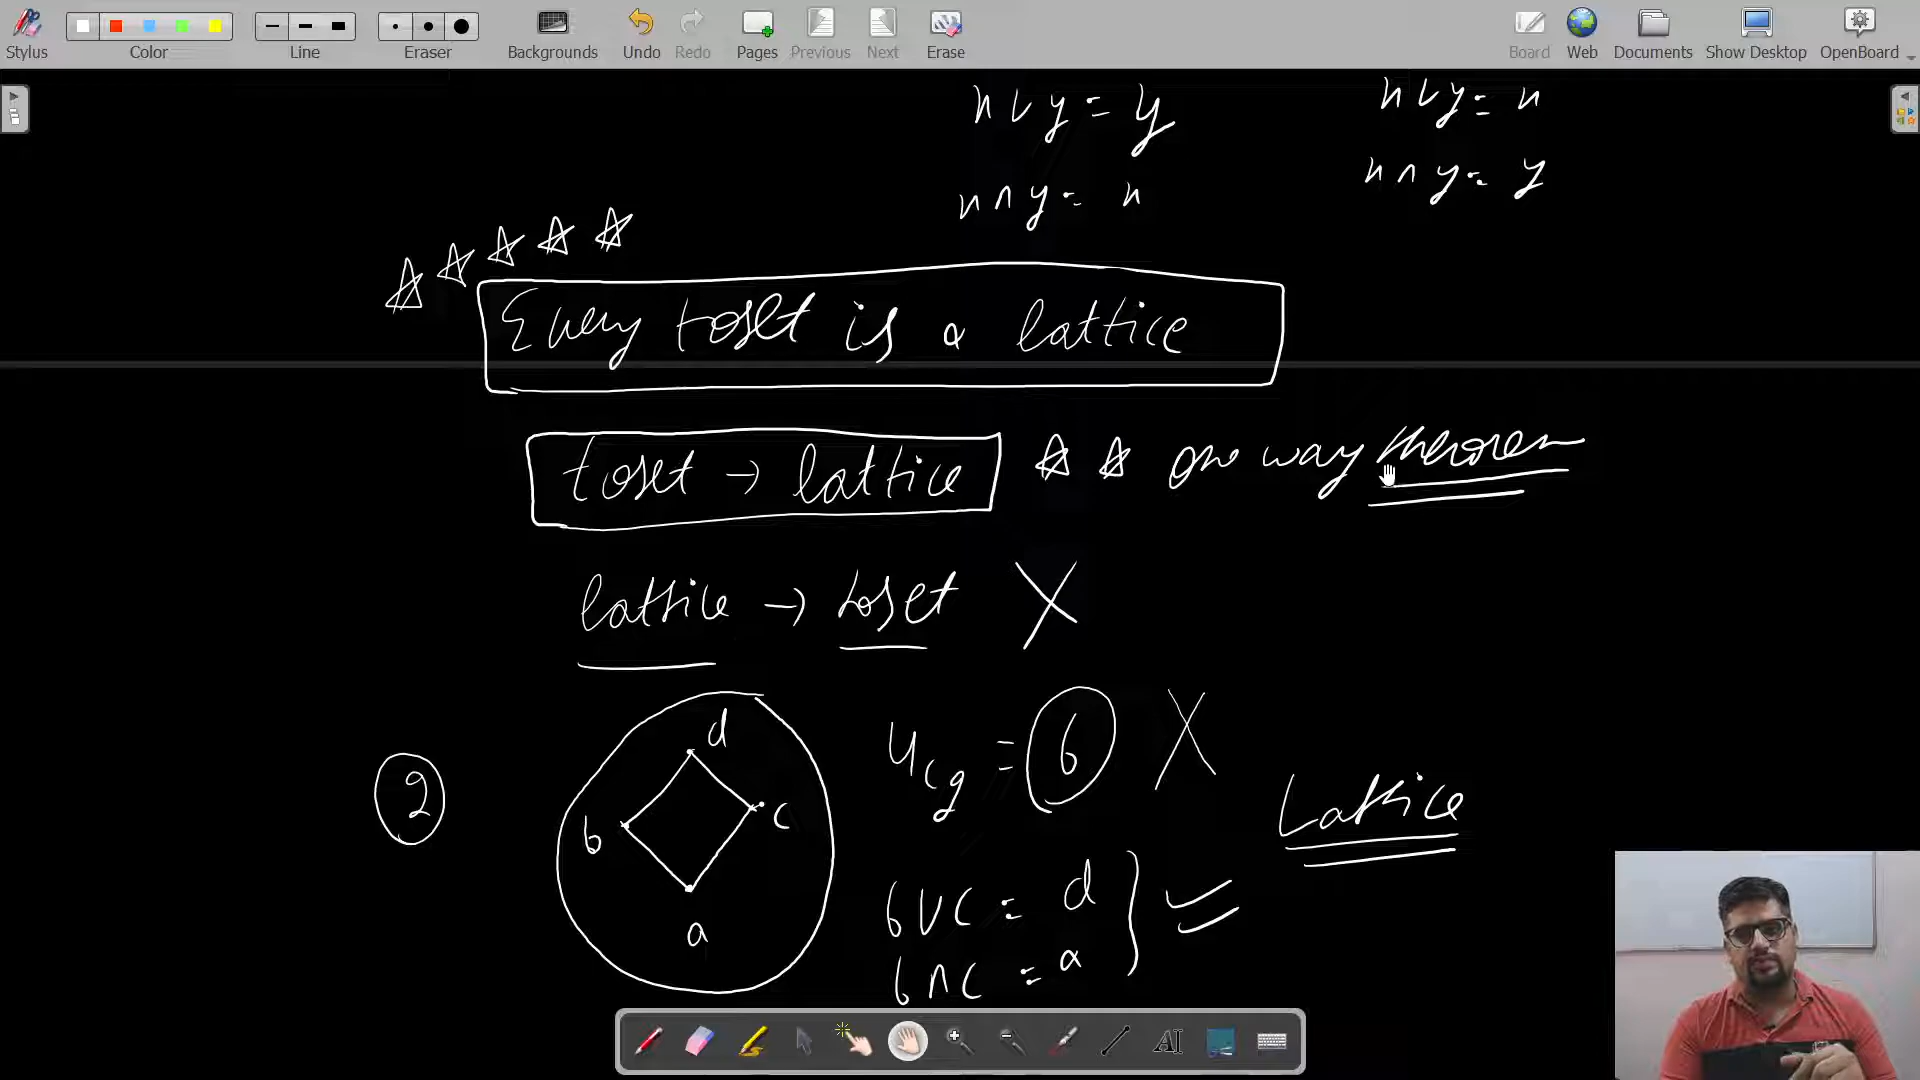 Stylus Color Line Eraser Backgrounds Undo Redo Pages Previous Next Erase Board Web Documents Show Desktop OpenBoard
x ∨ y = y
x ∨ y = x
x ∧ y = x
x ∧ y = y
Every toset is a lattice
toset → lattice one way theorem
lattice → toset X
2
d
b
c
a
4c2 = 6 X
Lattice
b ∨ c = d
b ∧ c = a